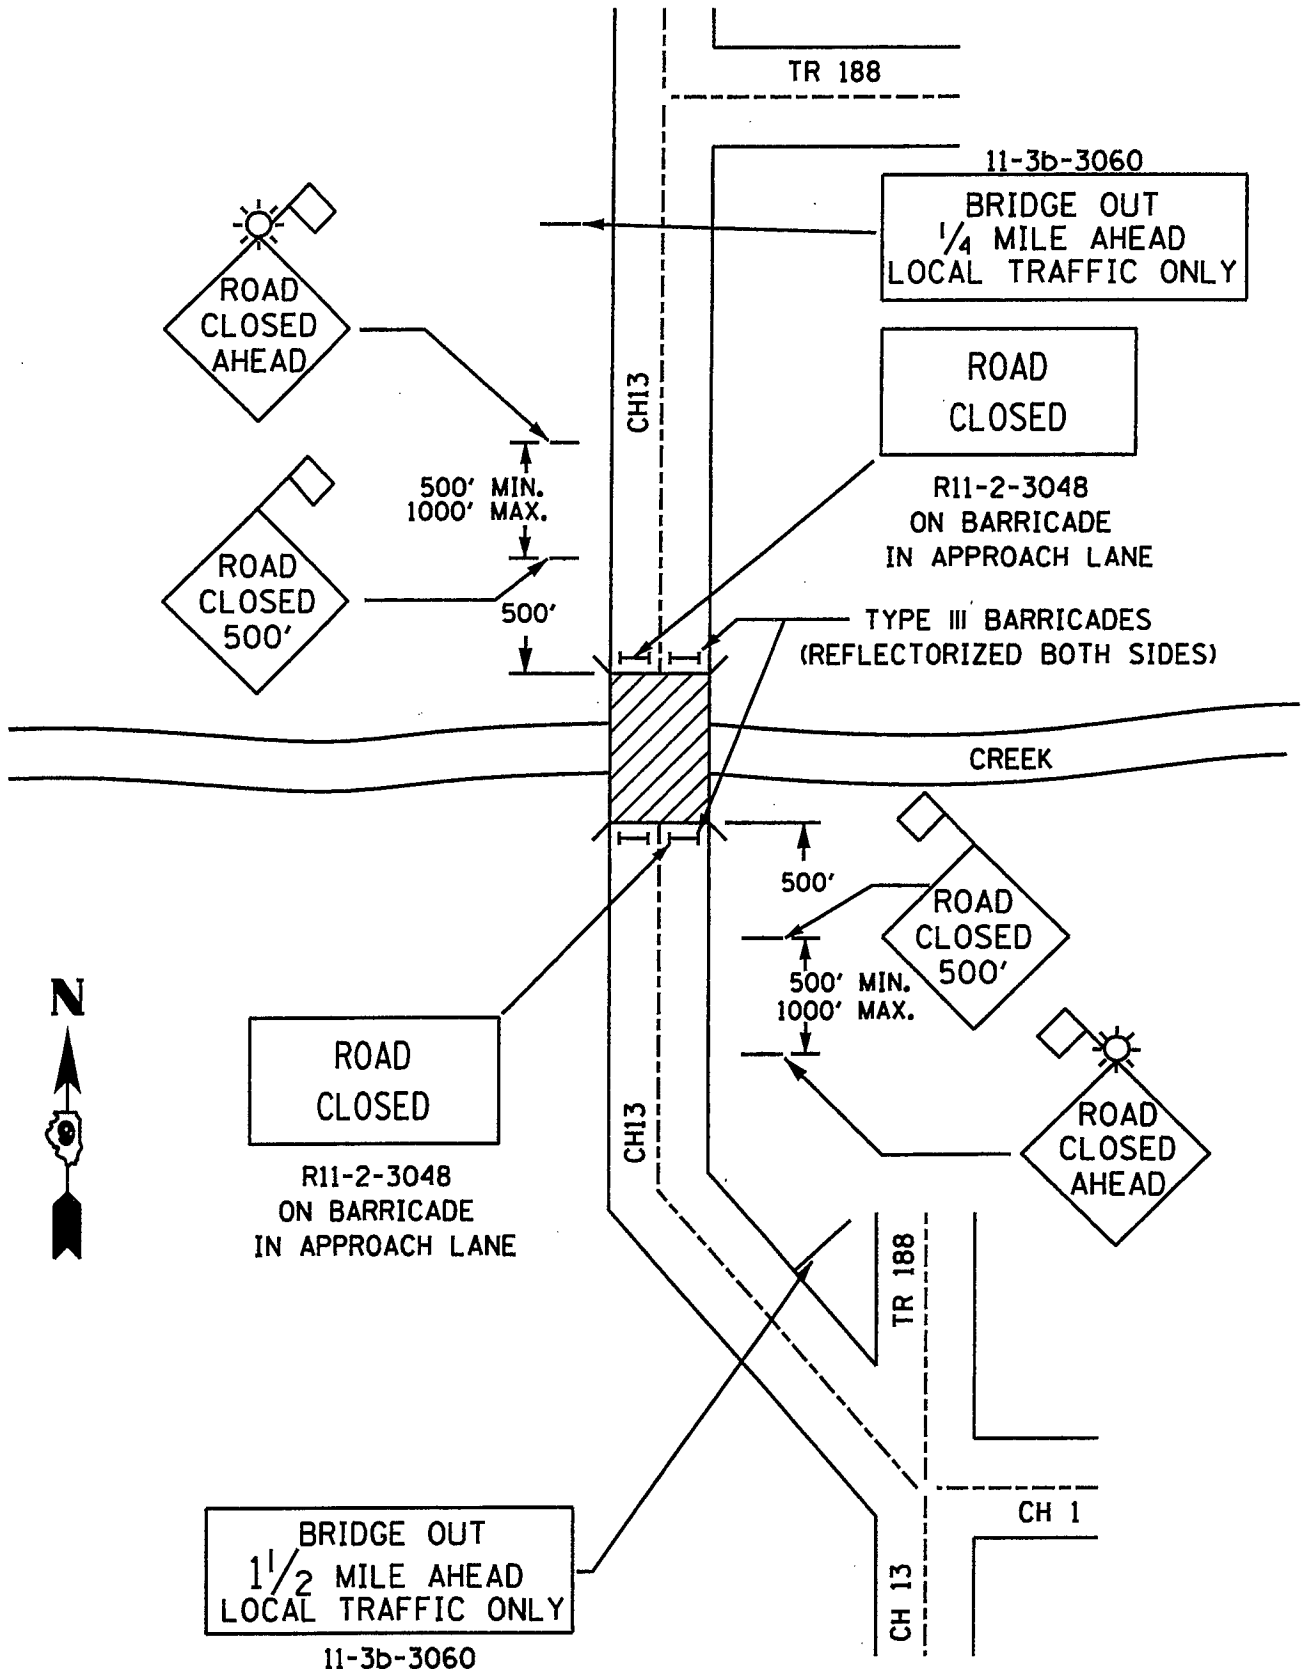 TR 188
11-3b-3060
BRIDGE OUT
1/4 MILE AHEAD
LOCAL TRAFFIC ONLY
ROAD
CLOSED
AHEAD
ROAD
CLOSED
R11-2-3048
ON BARRICADE
IN APPROACH LANE
CH13
500' MIN.
1000' MAX.
ROAD
CLOSED
500'
500'
TYPE III BARRICADES
(REFLECTORIZED BOTH SIDES)
CREEK
500'
ROAD
CLOSED
500'
500' MIN.
1000' MAX.
N
9
ROAD
CLOSED
R11-2-3048
ON BARRICADE
IN APPROACH LANE
CH13
ROAD
CLOSED
AHEAD
TR 188
CH 1
BRIDGE OUT
1 1/2 MILE AHEAD
LOCAL TRAFFIC ONLY
11-3b-3060
CH 13